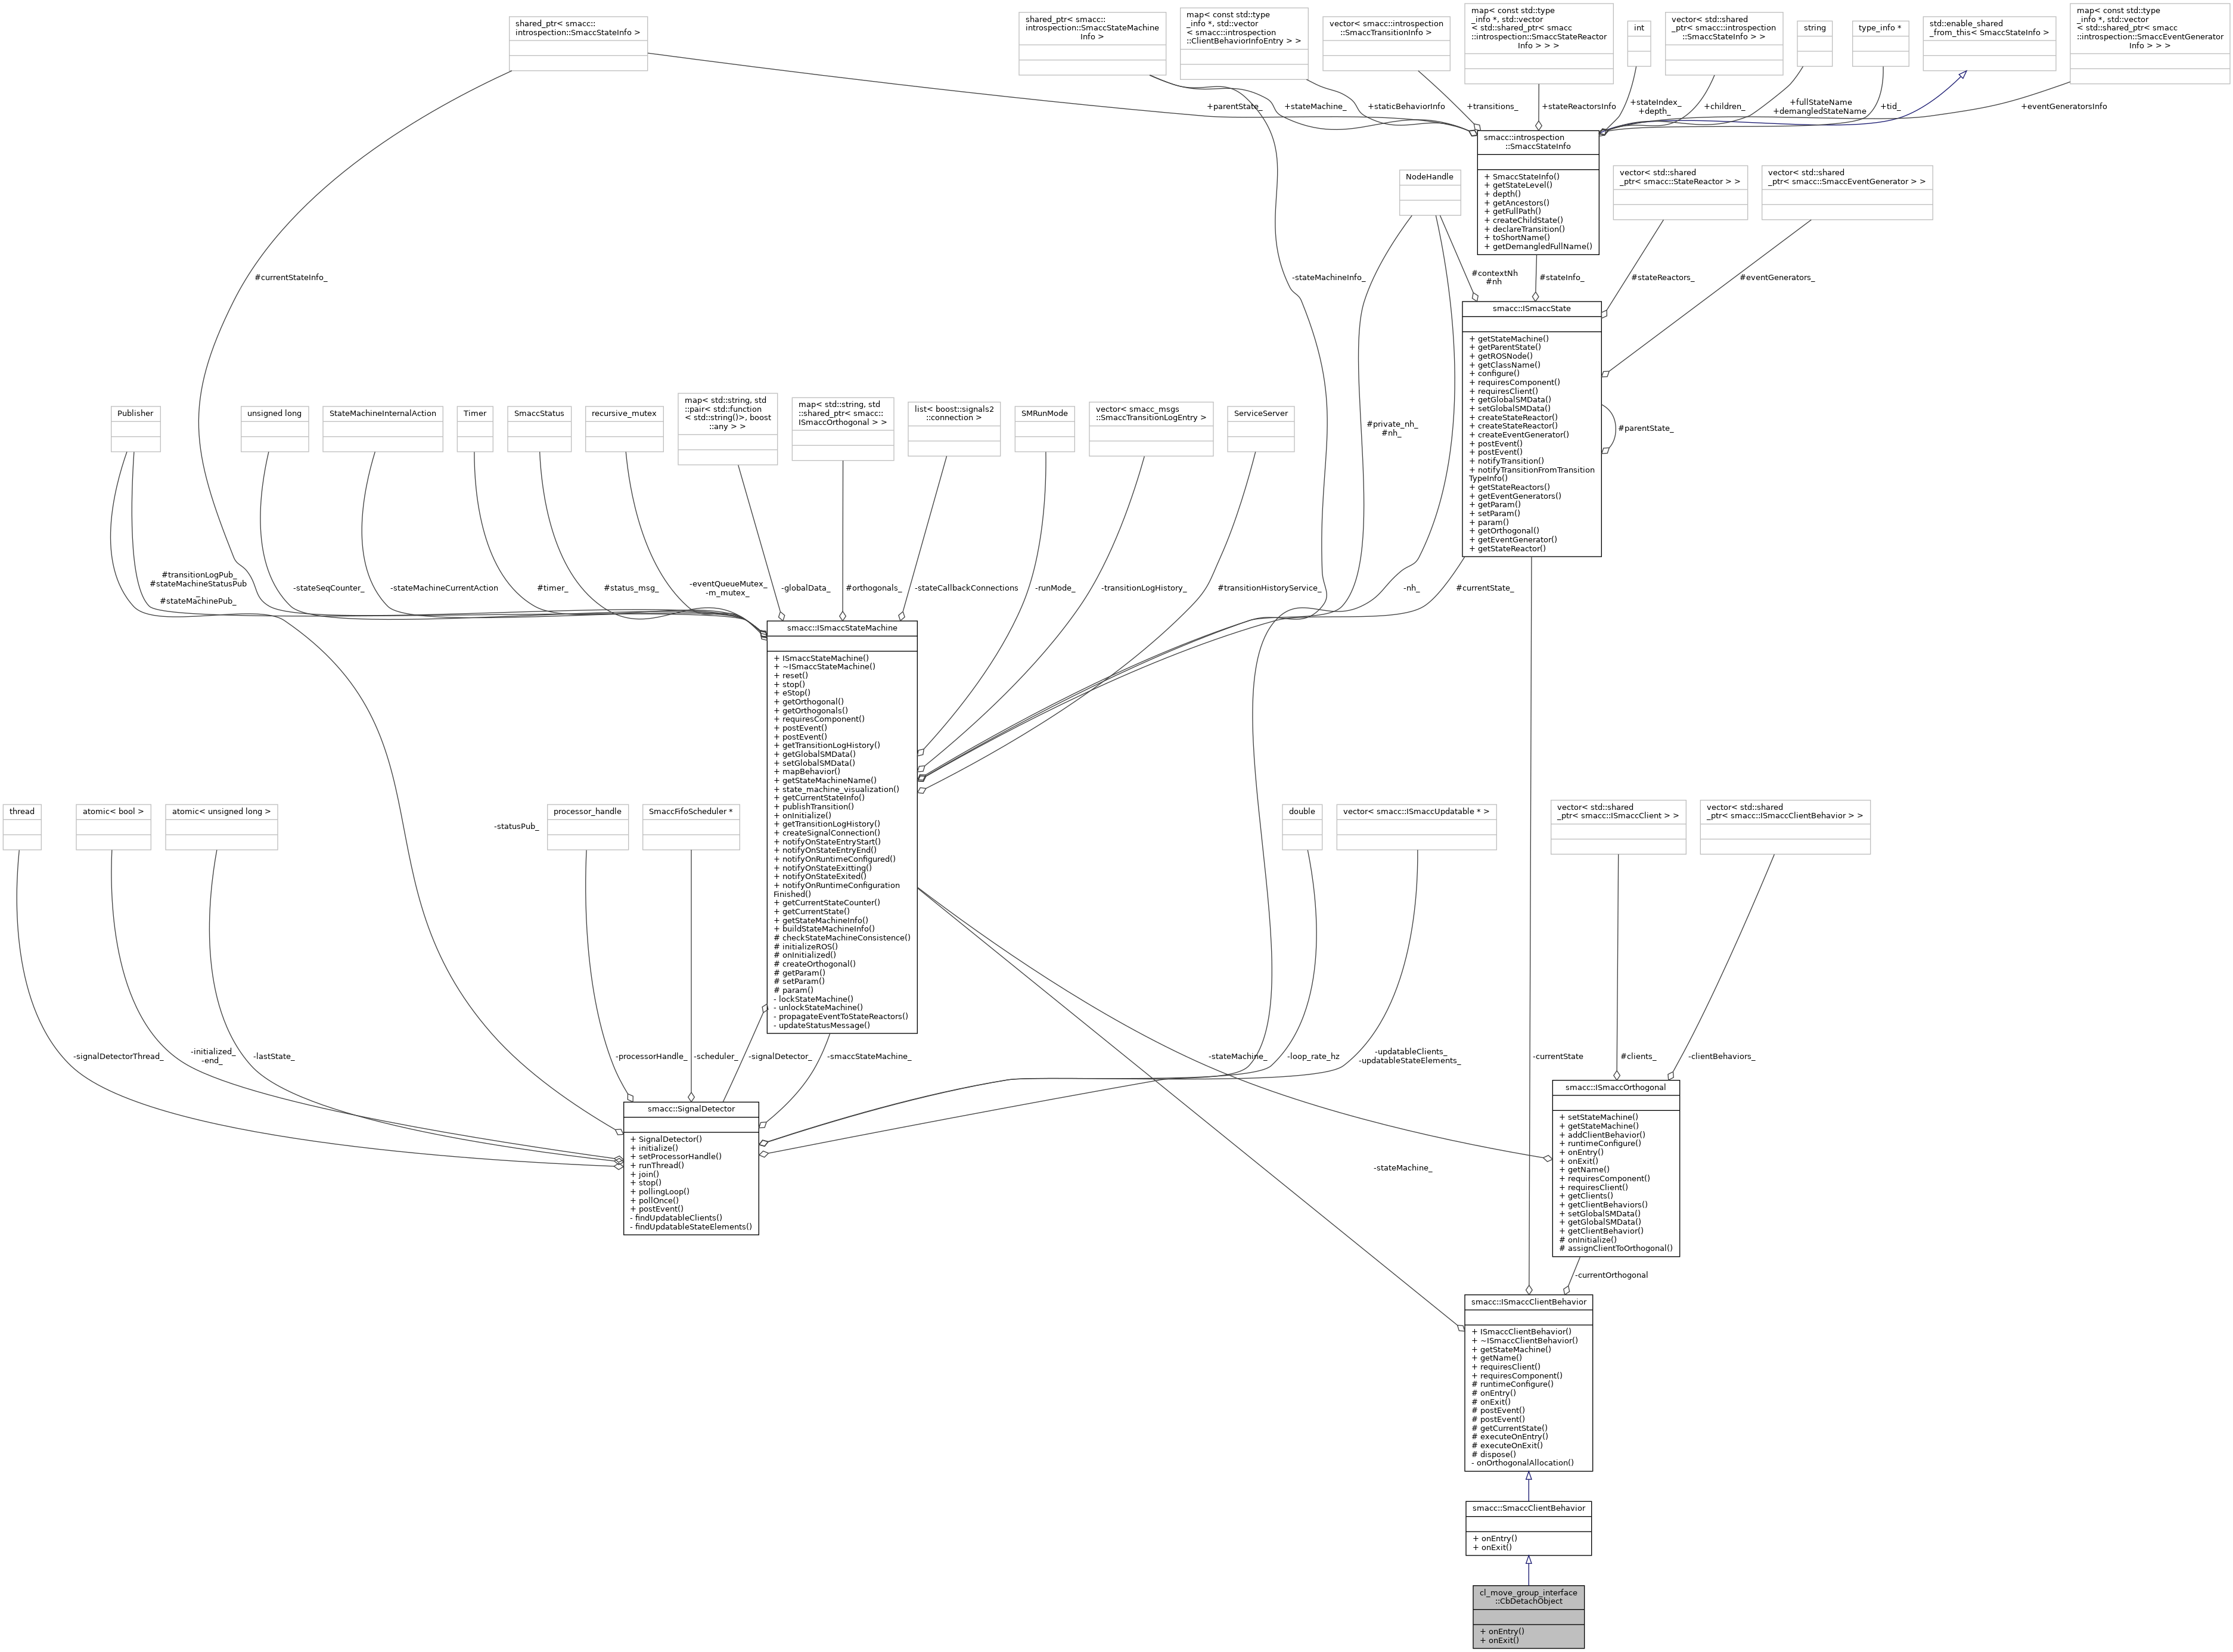 shared_ptr< smacc::
introspection::SmaccStateInfo >
shared_ptr< smacc::
introspection::SmaccStateMachine
Info >
map< const std::type
_info *, std::vector
< smacc::introspection
::ClientBehaviorInfoEntry > >
vector< smacc::introspection
::SmaccTransitionInfo >
map< const std::type
_info *, std::vector
< std::shared_ptr< smacc
::introspection::SmaccStateReactor
Info > > >
int
vector< std::shared
_ptr< smacc::introspection
::SmaccStateInfo > >
string
type_info *
std::enable_shared
_from_this< SmaccStateInfo >
map< const std::type
_info *, std::vector
< std::shared_ptr< smacc
::introspection::SmaccEventGenerator
Info > > >
+parentState_
+stateMachine_
+staticBehaviorInfo
+transitions_
+stateReactorsInfo
+stateIndex_
+depth_
+children_
+fullStateName
+demangledStateName
+tid_
+eventGeneratorsInfo
smacc::introspection
::SmaccStateInfo
+ SmaccStateInfo()
+ getStateLevel()
+ depth()
+ getAncestors()
+ getFullPath()
+ createChildState()
+ declareTransition()
+ toShortName()
+ getDemangledFullName()
NodeHandle
vector< std::shared
_ptr< smacc::StateReactor > >
vector< std::shared
_ptr< smacc::SmaccEventGenerator > >
#currentStateInfo_
-stateMachineInfo_
#contextNh
#nh
#stateInfo_
#stateReactors_
#eventGenerators_
smacc::ISmaccState
+ getStateMachine()
+ getParentState()
+ getROSNode()
+ getClassName()
+ configure()
+ requiresComponent()
+ requiresClient()
+ getGlobalSMData()
+ setGlobalSMData()
+ createStateReactor()
+ createStateReactor()
+ createEventGenerator()
+ postEvent()
+ postEvent()
+ notifyTransition()
+ notifyTransitionFromTransition
TypeInfo()
+ getStateReactors()
+ getEventGenerators()
+ getParam()
+ setParam()
+ param()
+ getOrthogonal()
+ getEventGenerator()
+ getStateReactor()
#parentState_
#private_nh_
#nh_
Publisher
unsigned long
StateMachineInternalAction
Timer
SmaccStatus
recursive_mutex
map< std::string, std
::pair< std::function
< std::string()>, boost
::any > >
map< std::string, std
::shared_ptr< smacc::
ISmaccOrthogonal > >
list< boost::signals2
::connection >
SMRunMode
vector< smacc_msgs
::SmaccTransitionLogEntry >
ServiceServer
#transitionLogPub_
#stateMachineStatusPub
_
#stateMachinePub_
-stateSeqCounter_
-stateMachineCurrentAction
#timer_
#status_msg_
-eventQueueMutex_
-m_mutex_
-globalData_
#orthogonals_
-stateCallbackConnections
-runMode_
-transitionLogHistory_
#transitionHistoryService_
-nh_
#currentState_
smacc::ISmaccStateMachine
+ ISmaccStateMachine()
+ ~ISmaccStateMachine()
+ reset()
+ stop()
+ eStop()
+ getOrthogonal()
+ getOrthogonals()
+ requiresComponent()
+ postEvent()
+ postEvent()
+ getTransitionLogHistory()
+ getGlobalSMData()
+ setGlobalSMData()
+ mapBehavior()
+ getStateMachineName()
+ state_machine_visualization()
+ getCurrentStateInfo()
+ publishTransition()
+ onInitialize()
+ getTransitionLogHistory()
+ createSignalConnection()
+ notifyOnStateEntryStart()
+ notifyOnStateEntryEnd()
+ notifyOnRuntimeConfigured()
+ notifyOnStateExitting()
+ notifyOnStateExited()
+ notifyOnRuntimeConfiguration
Finished()
+ getCurrentStateCounter()
+ getCurrentState()
+ getStateMachineInfo()
+ buildStateMachineInfo()
# checkStateMachineConsistence()
# initializeROS()
# onInitialized()
# createOrthogonal()
# getParam()
# setParam()
# param()
- lockStateMachine()
- unlockStateMachine()
- propagateEventToStateReactors()
- updateStatusMessage()
thread
atomic< bool >
atomic< unsigned long >
-statusPub_
processor_handle
SmaccFifoScheduler *
double
vector< smacc::ISmaccUpdatable * >
vector< std::shared
_ptr< smacc::ISmaccClient > >
vector< std::shared
_ptr< smacc::ISmaccClientBehavior > >
-signalDetectorThread_
-initialized_
-end_
-lastState_
-processorHandle_
-scheduler_
-signalDetector_
-smaccStateMachine_
-stateMachine_
-loop_rate_hz
-updatableClients_
-updatableStateElements_
-currentState
#clients_
-clientBehaviors_
smacc::SignalDetector
+ SignalDetector()
+ initialize()
+ setProcessorHandle()
+ runThread()
+ join()
+ stop()
+ pollingLoop()
+ pollOnce()
+ postEvent()
- findUpdatableClients()
- findUpdatableStateElements()
-stateMachine_
smacc::ISmaccOrthogonal
+ setStateMachine()
+ getStateMachine()
+ addClientBehavior()
+ runtimeConfigure()
+ onEntry()
+ onExit()
+ getName()
+ requiresComponent()
+ requiresClient()
+ getClients()
+ getClientBehaviors()
+ setGlobalSMData()
+ getGlobalSMData()
+ getClientBehavior()
# onInitialize()
# assignClientToOrthogonal()
-currentOrthogonal
smacc::ISmaccClientBehavior
+ ISmaccClientBehavior()
+ ~ISmaccClientBehavior()
+ getStateMachine()
+ getName()
+ requiresClient()
+ requiresComponent()
# runtimeConfigure()
# onEntry()
# onExit()
# postEvent()
# postEvent()
# getCurrentState()
# executeOnEntry()
# executeOnExit()
# dispose()
- onOrthogonalAllocation()
smacc::SmaccClientBehavior
+ onEntry()
+ onExit()
cl_move_group_interface
::CbDetachObject
+ onEntry()
+ onExit()